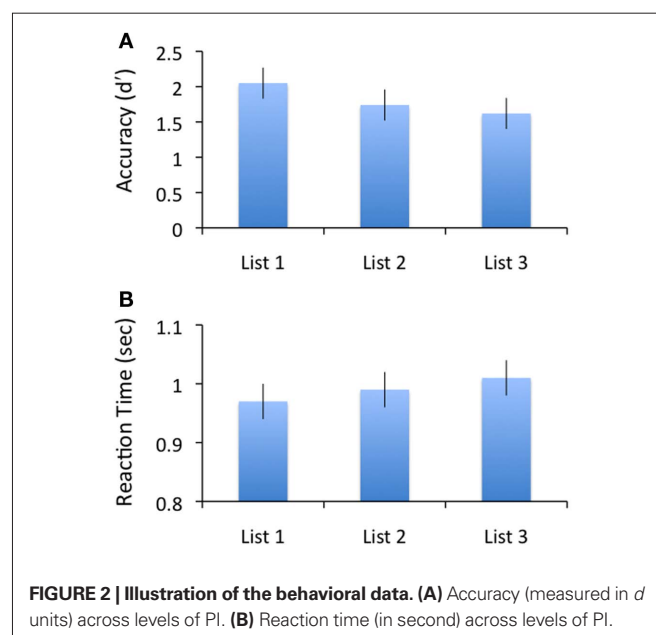 A
2.5
2
1.5
1
0.5
0
Accuracy (d')
List 1 List 2 List 3
B
1.1
1
0.9
0.8
Reaction Time (sec)
List 1 List 2 List 3
FIGURE 2 | Illustration of the behavioral data. (A) Accuracy (measured in d
units) across levels of PI. (B) Reaction time (in second) across levels of PI.